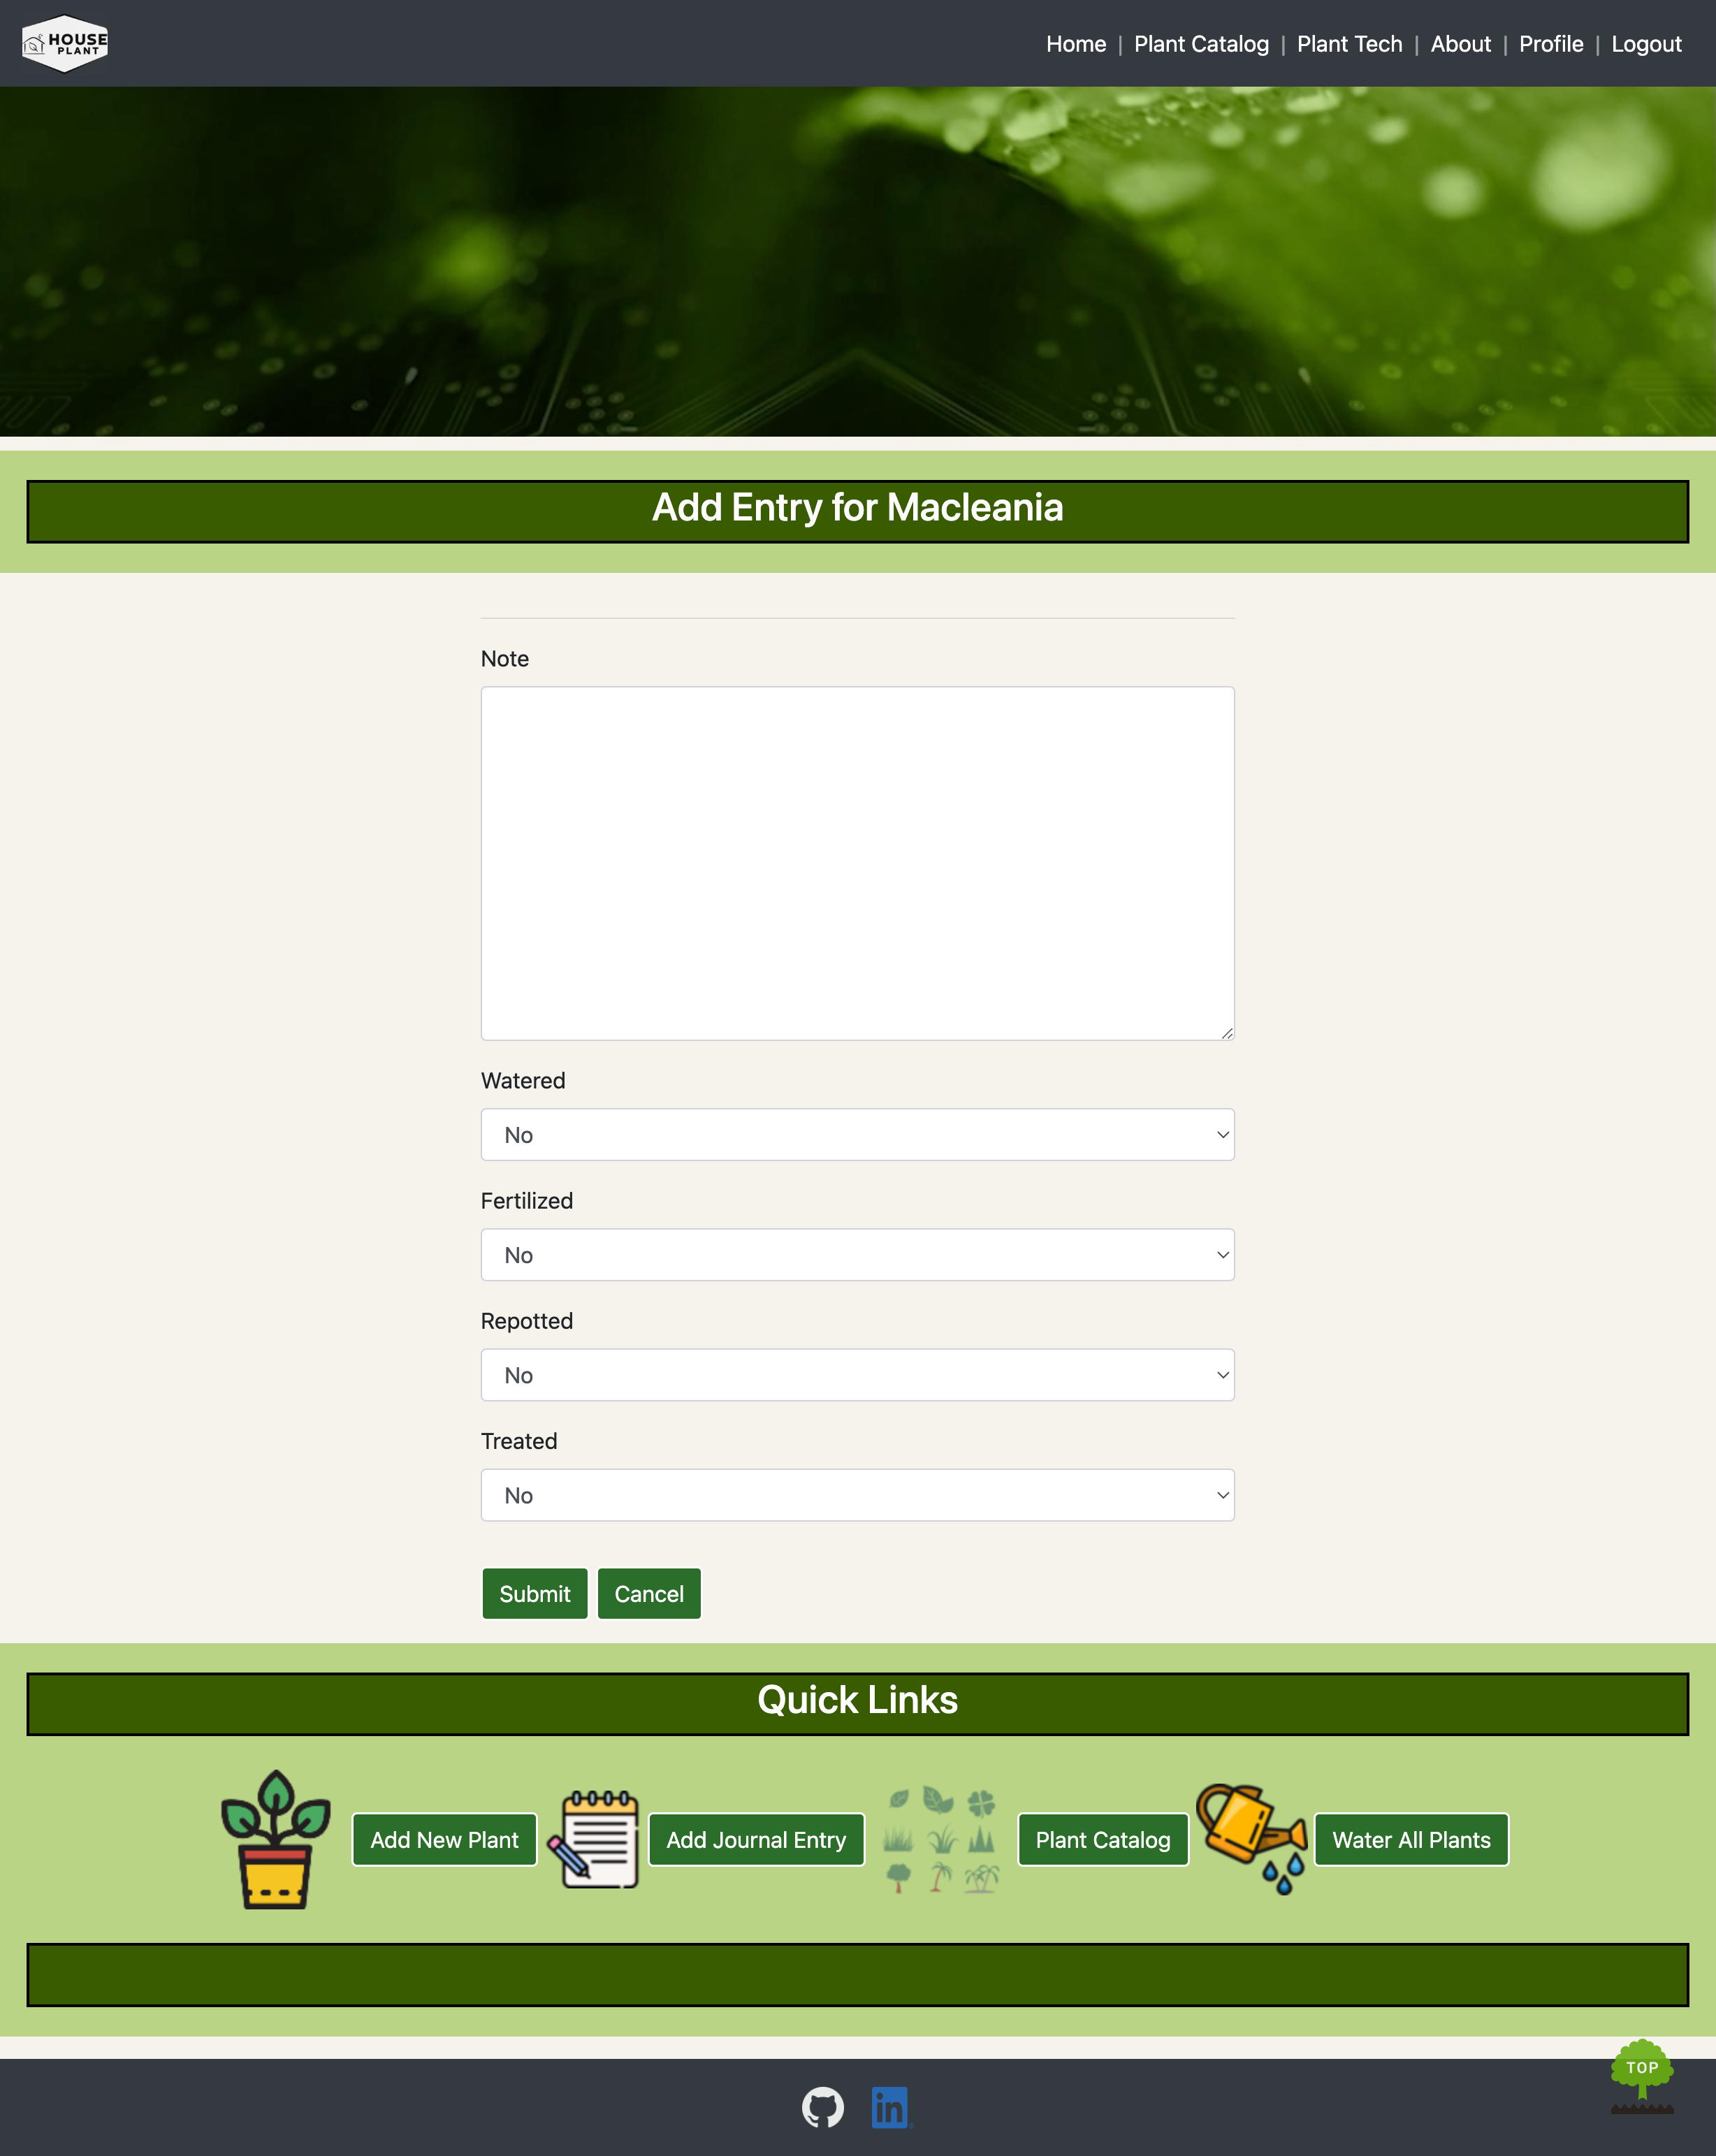 HOUSE
PLANT
Home | Plant Catalog | Plant Tech | About | Profile | Logout
Add Entry for Macleania
Note
Watered
No
Fertilized
No
Repotted
No
Treated
No
Submit Cancel
Quick Links
Add New Plant Add Journal Entry Plant Catalog Water All Plants
TOP
in